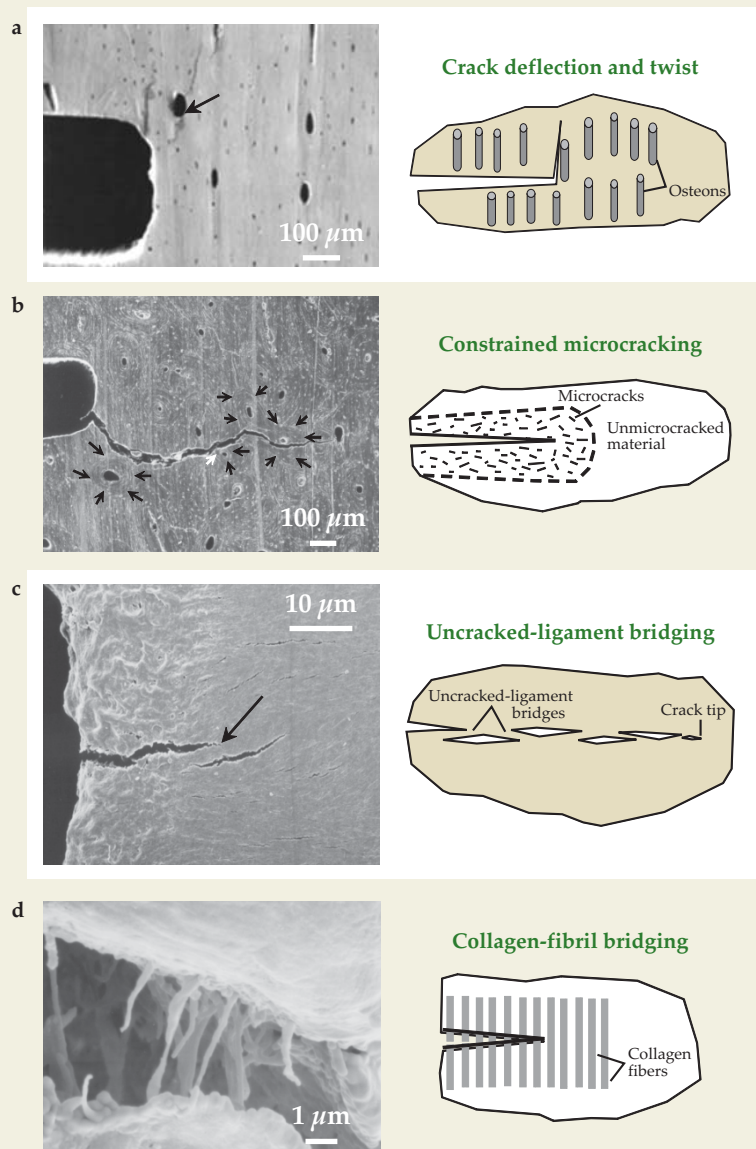 a
100 µm
Crack deflection and twist
Osteons
b
100 µm
Constrained microcracking
Microcracks
Unmicrocracked
material
c
10 µm
Uncracked-ligament bridging
Uncracked-ligament
bridges
Crack tip
d
1 µm
Collagen-fibril bridging
Collagen
fibers